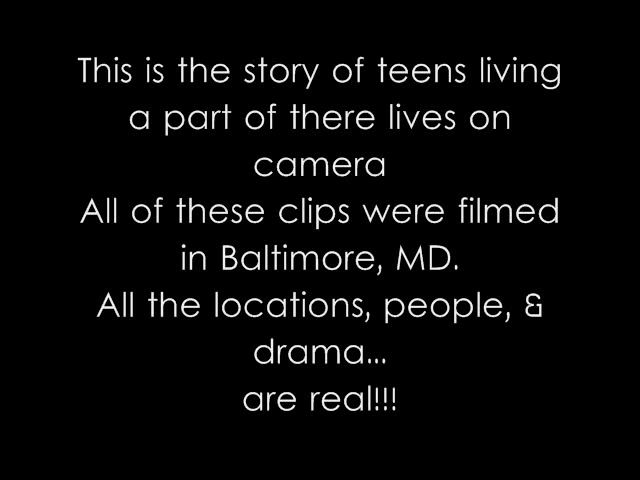 This is the story of teens living
a part of there lives on
camera
All of these clips were filmed
in Baltimore, MD.
All the locations, people, &
drama...
are real!!!